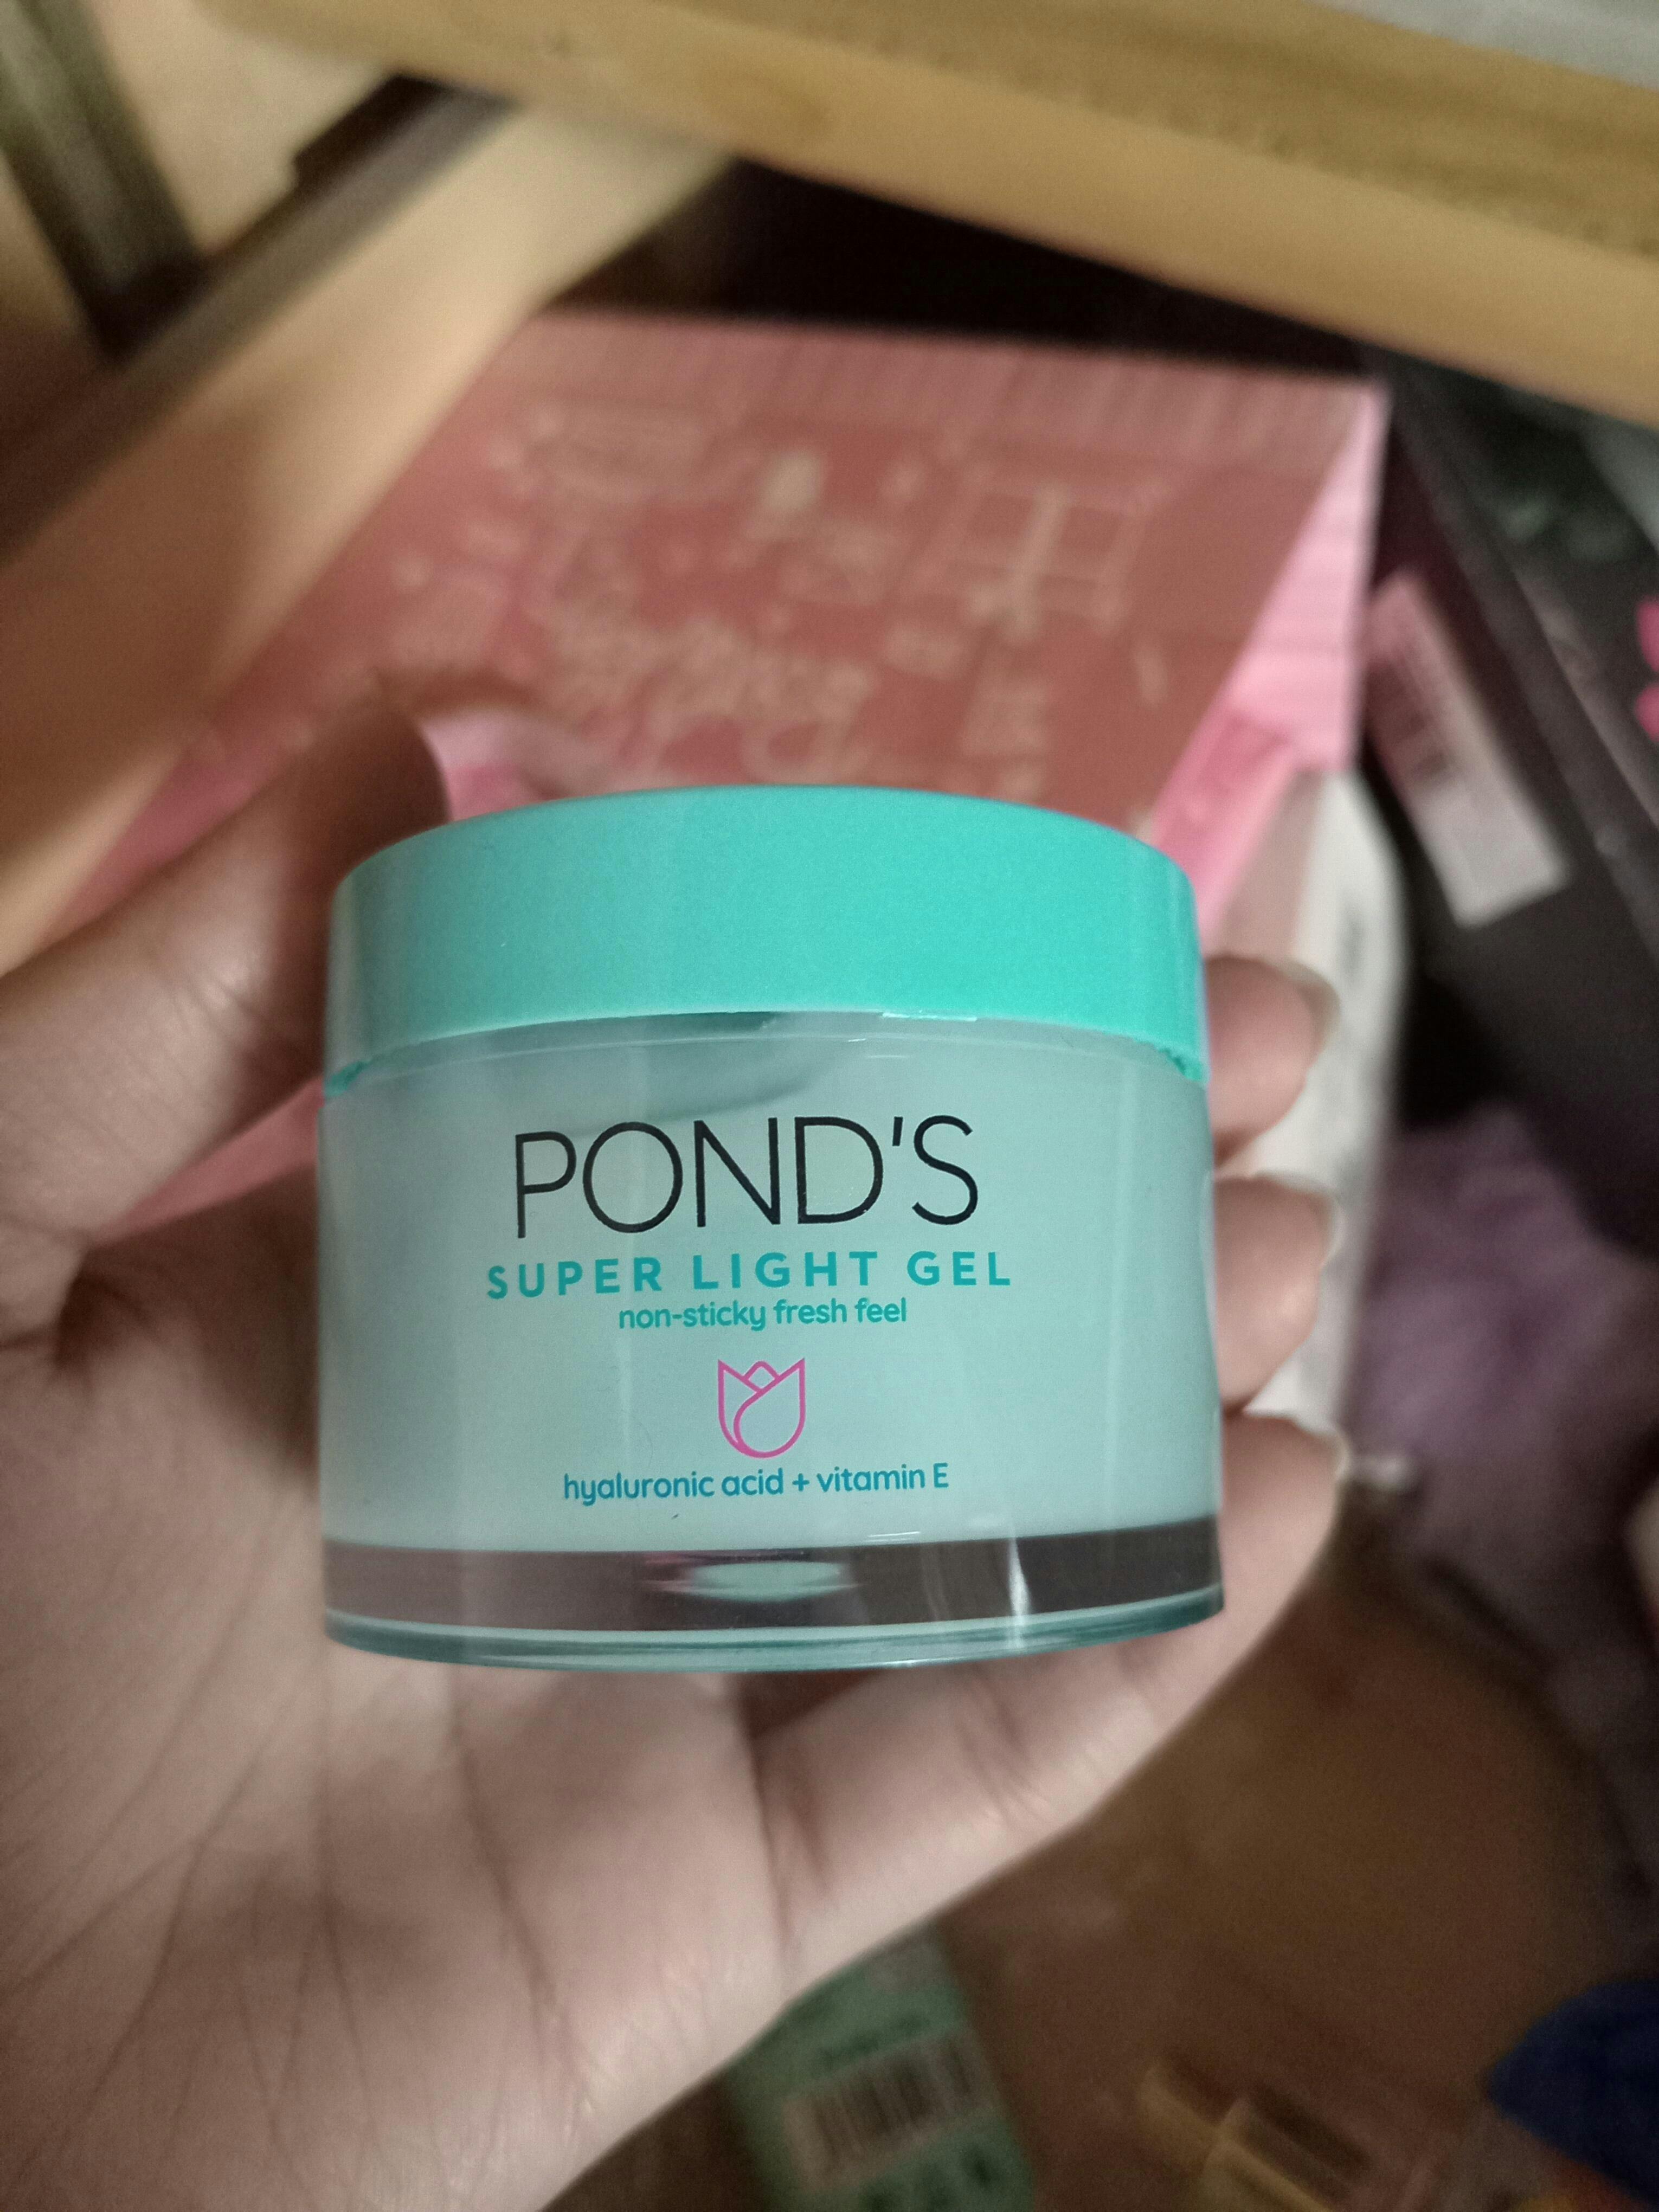 POND'S
SUPER LIGHT GEL
non-sticky fresh feel
hyaluronic acid + vitamin E